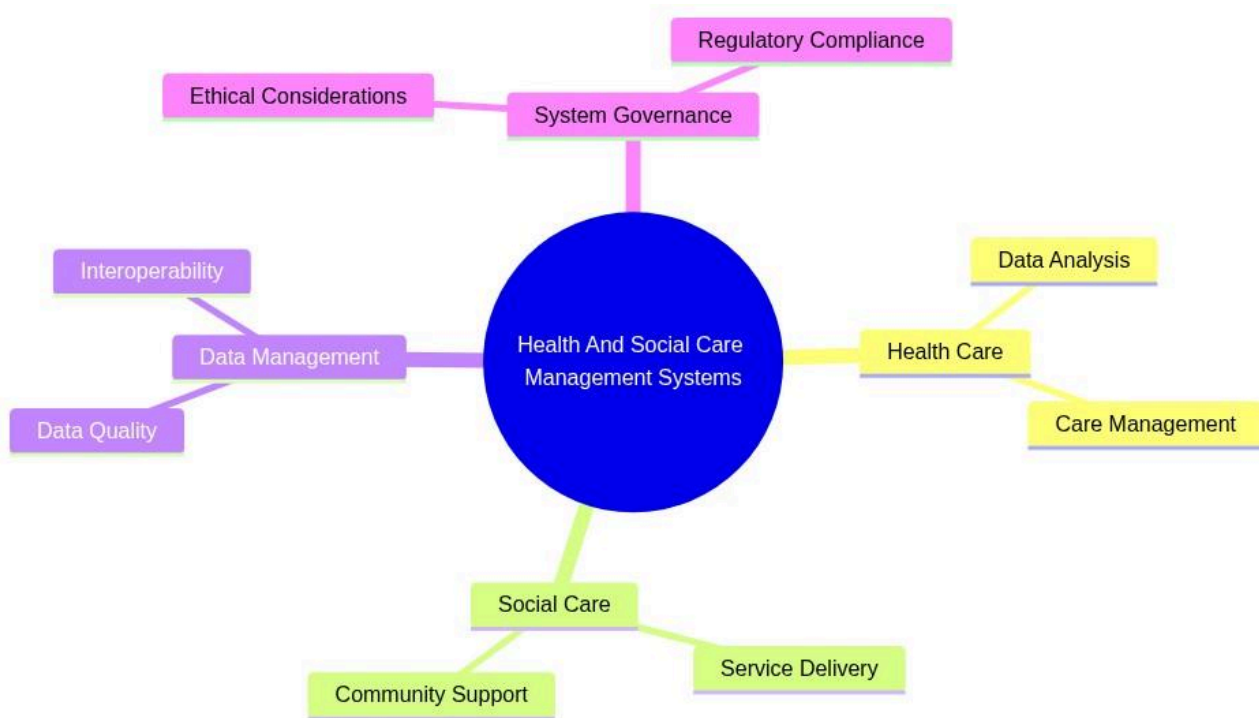 Regulatory Compliance
Ethical Considerations
System Governance
Interoperability
Data Analysis
Data Management
Health And Social Care
Management Systems
Health Care
Data Quality
Care Management
Social Care
Community Support
Service Delivery